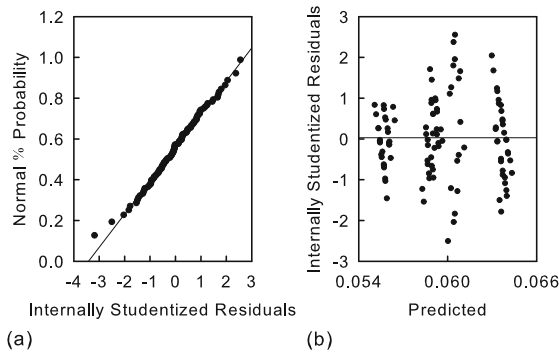 Normal % Probability
1.0
0.8
0.6
0.4
0.2
0.0
-4 -3 -2 -1 0 1 2 3
Internally Studentized Residuals
(a)
Internally Studentized Residuals
3
2
1
0
-1
-2
-3
0.054 0.060 0.066
Predicted
(b)